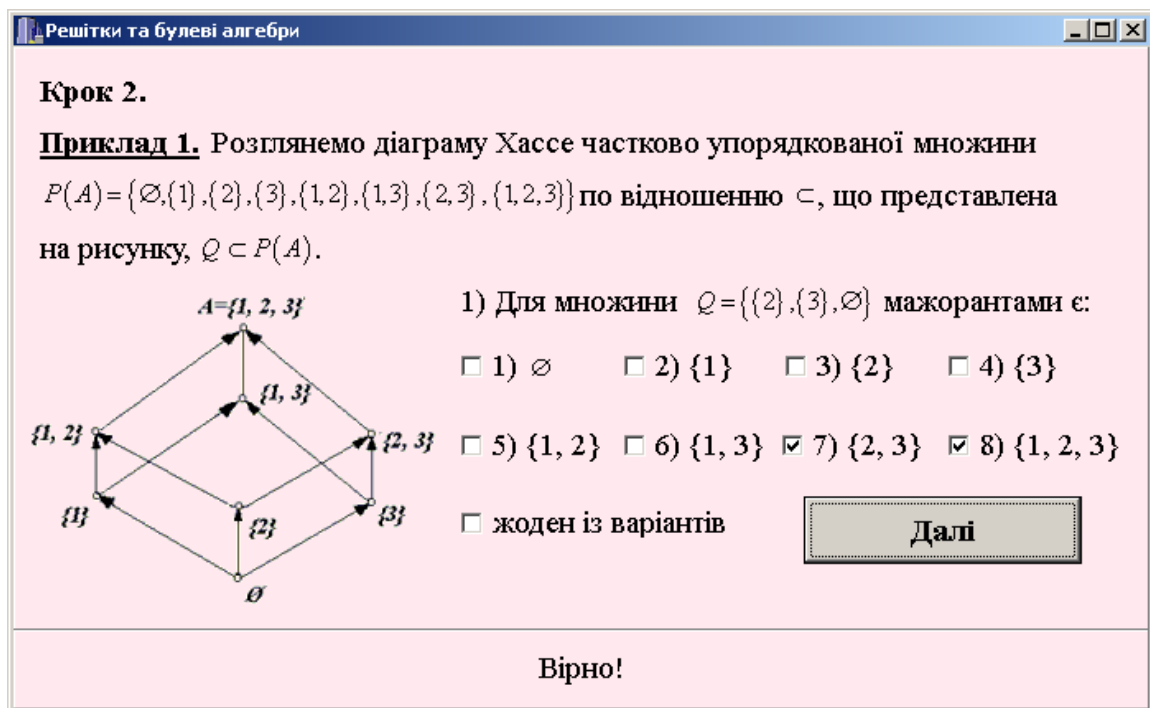 Решітки та булеві алгебри
Крок 2.
Приклад 1. Розглянемо діаграму Хассе частково упорядкованої множини
P(A)={∅,{1},{2},{3},{1,2},{1,3},{2,3},{1,2,3}} по відношенню ⊂, що представлена
на рисунку, Q ⊂ P(A).
A={1, 2, 3}
{1, 3}
{1, 2}
{2, 3}
{1}
{2}
{3}
Ø
1) Для множини Q={{2},{3},∅} мажорантами є:
1) ∅ 2) {1} 3) {2} 4) {3}
5) {1, 2} 6) {1, 3} 7) {2, 3} 8) {1, 2, 3}
жоден із варіантів
Далі
Вірно!